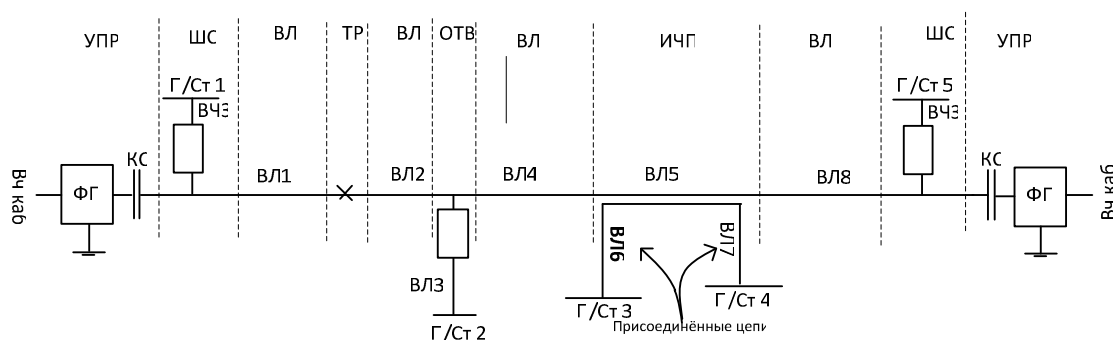 УПР
ШС
ВЛ
ТР
ВЛ
ОТВ
ВЛ
ИЧП
ВЛ
ШС
УПР
Г/Ст 1
ВЧЗ
Г/Ст 5
ВЧЗ
КС
ВЛ1
ВЛ2
ВЛ4
ВЛ5
ВЛ8
КС
Вч каб
ФГ
ФГ
Вч каб
ВЛ3
ВЛ6
ВЛ7
Г/Ст 2
Г/Ст 3
Г/Ст 4
Присоединённые цепи